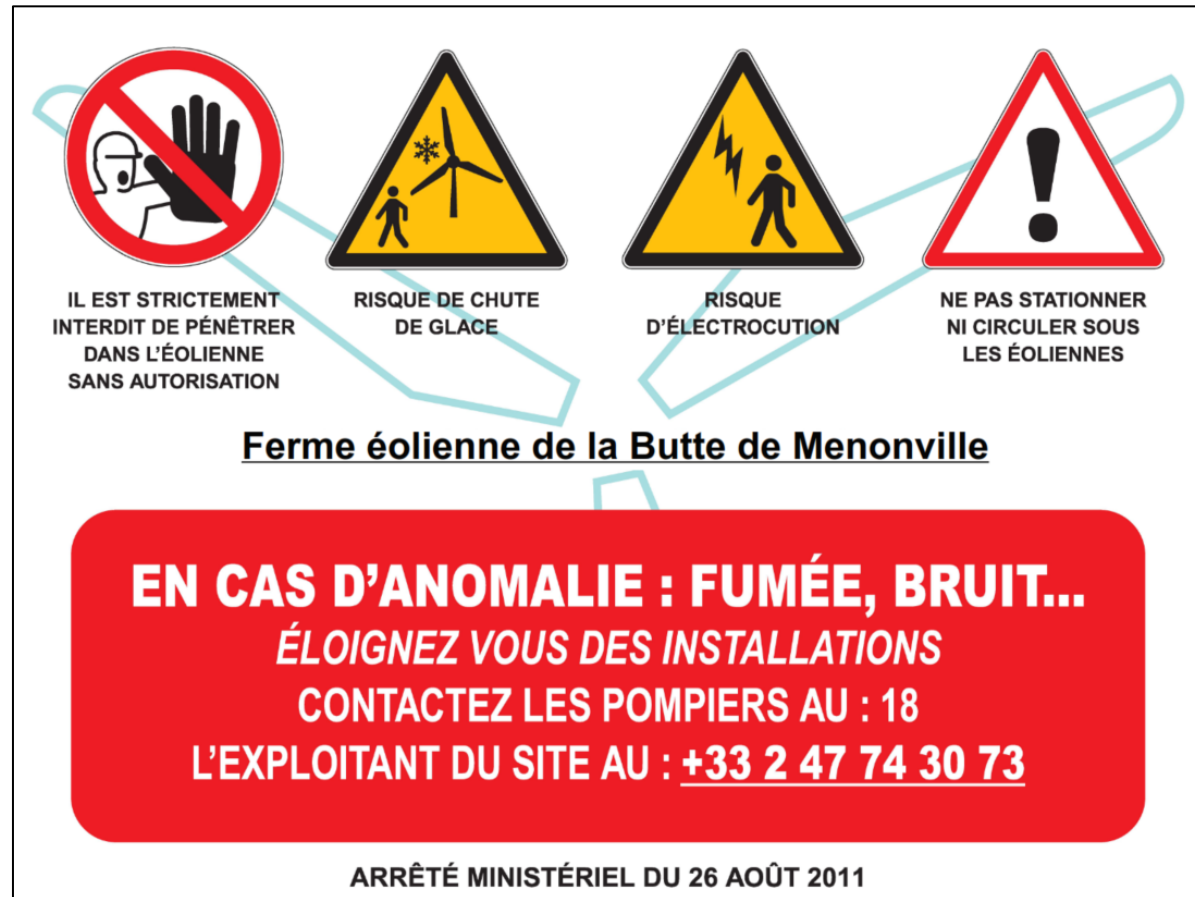 IL EST STRICTEMENT
INTERDIT DE PÉNÉTRER
DANS L'ÉOLIENNE
SANS AUTORISATION
RISQUE DE CHUTE
DE GLACE
RISQUE
D'ÉLECTROCUTION
NE PAS STATIONNER
NI CIRCULER SOUS
LES ÉOLIENNES
Ferme éolienne de la Butte de Menonville
EN CAS D'ANOMALIE : FUMÉE, BRUIT...
ÉLOIGNEZ VOUS DES INSTALLATIONS
CONTACTEZ LES POMPIERS AU : 18
L'EXPLOITANT DU SITE AU : +33 2 47 74 30 73
ARRÊTÉ MINISTÉRIEL DU 26 AOÛT 2011